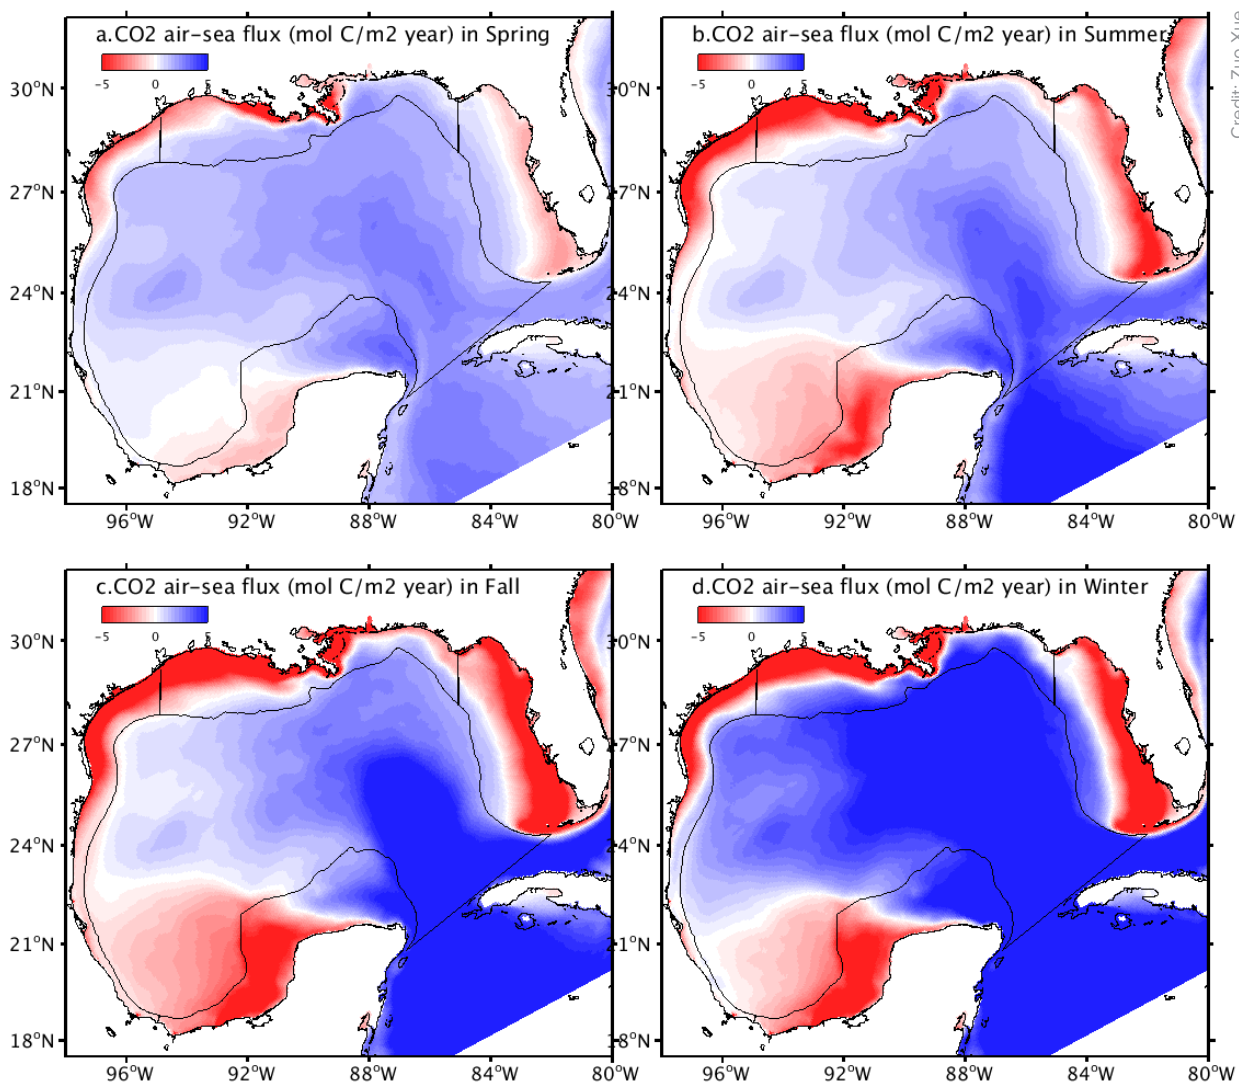 a.CO2 air-sea flux (mol C/m2 year) in Spring
-5 0 5
30°N
27°N
24°N
21°N
18°N
96°W 92°W 88°W 84°W 80°W
b.CO2 air-sea flux (mol C/m2 year) in Summer
-5 0 5
30°N
27°N
24°N
21°N
18°N
96°W 92°W 88°W 84°W 80°W
c.CO2 air-sea flux (mol C/m2 year) in Fall
-5 0 5
30°N
27°N
24°N
21°N
18°N
96°W 92°W 88°W 84°W 80°W
d.CO2 air-sea flux (mol C/m2 year) in Winter
-5 0 5
30°N
27°N
24°N
21°N
18°N
96°W 92°W 88°W 84°W 80°W
Credit: Zuo Xue